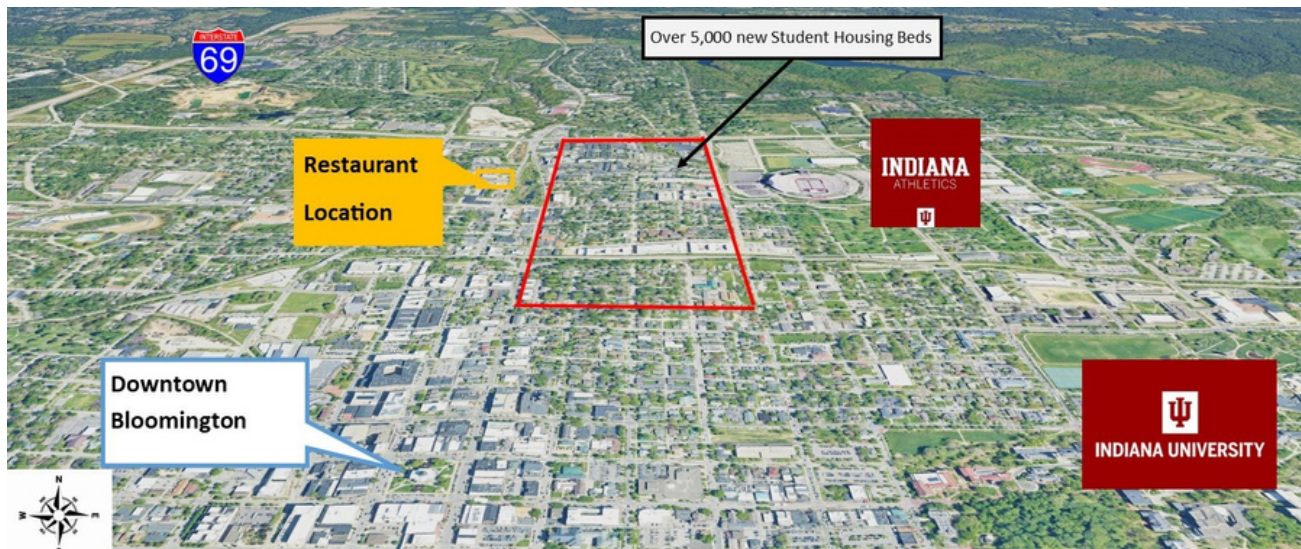 Over 5,000 new Student Housing Beds
INTERSTATE
69
Restaurant
Location
INDIANA
ATHLETICS
Downtown
Bloomington
INDIANA UNIVERSITY
N
W
E